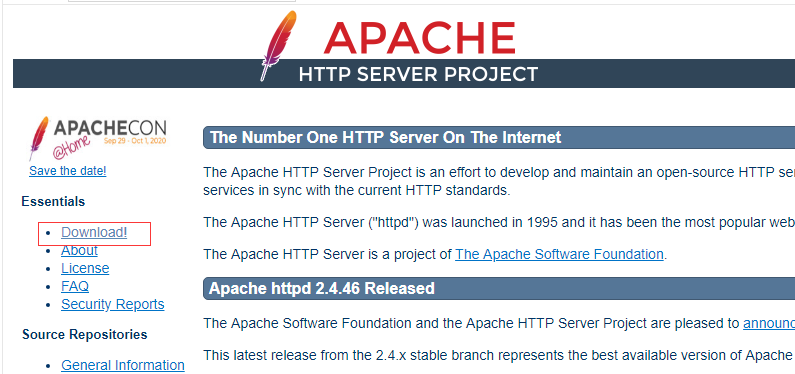 APACHE
HTTP SERVER PROJECT
APACHECON
@Home
Sep 29 - Oct 1, 2020
Save the date!
Essentials
Download!
About
License
FAQ
Security Reports
Source Repositories
General Information
The Number One HTTP Server On The Internet
The Apache HTTP Server Project is an effort to develop and maintain an open-source HTTP se
services in sync with the current HTTP standards.
The Apache HTTP Server ("httpd") was launched in 1995 and it has been the most popular web
The Apache HTTP Server is a project of The Apache Software Foundation.
Apache httpd 2.4.46 Released
The Apache Software Foundation and the Apache HTTP Server Project are pleased to announc
This latest release from the 2.4.x stable branch represents the best available version of Apache